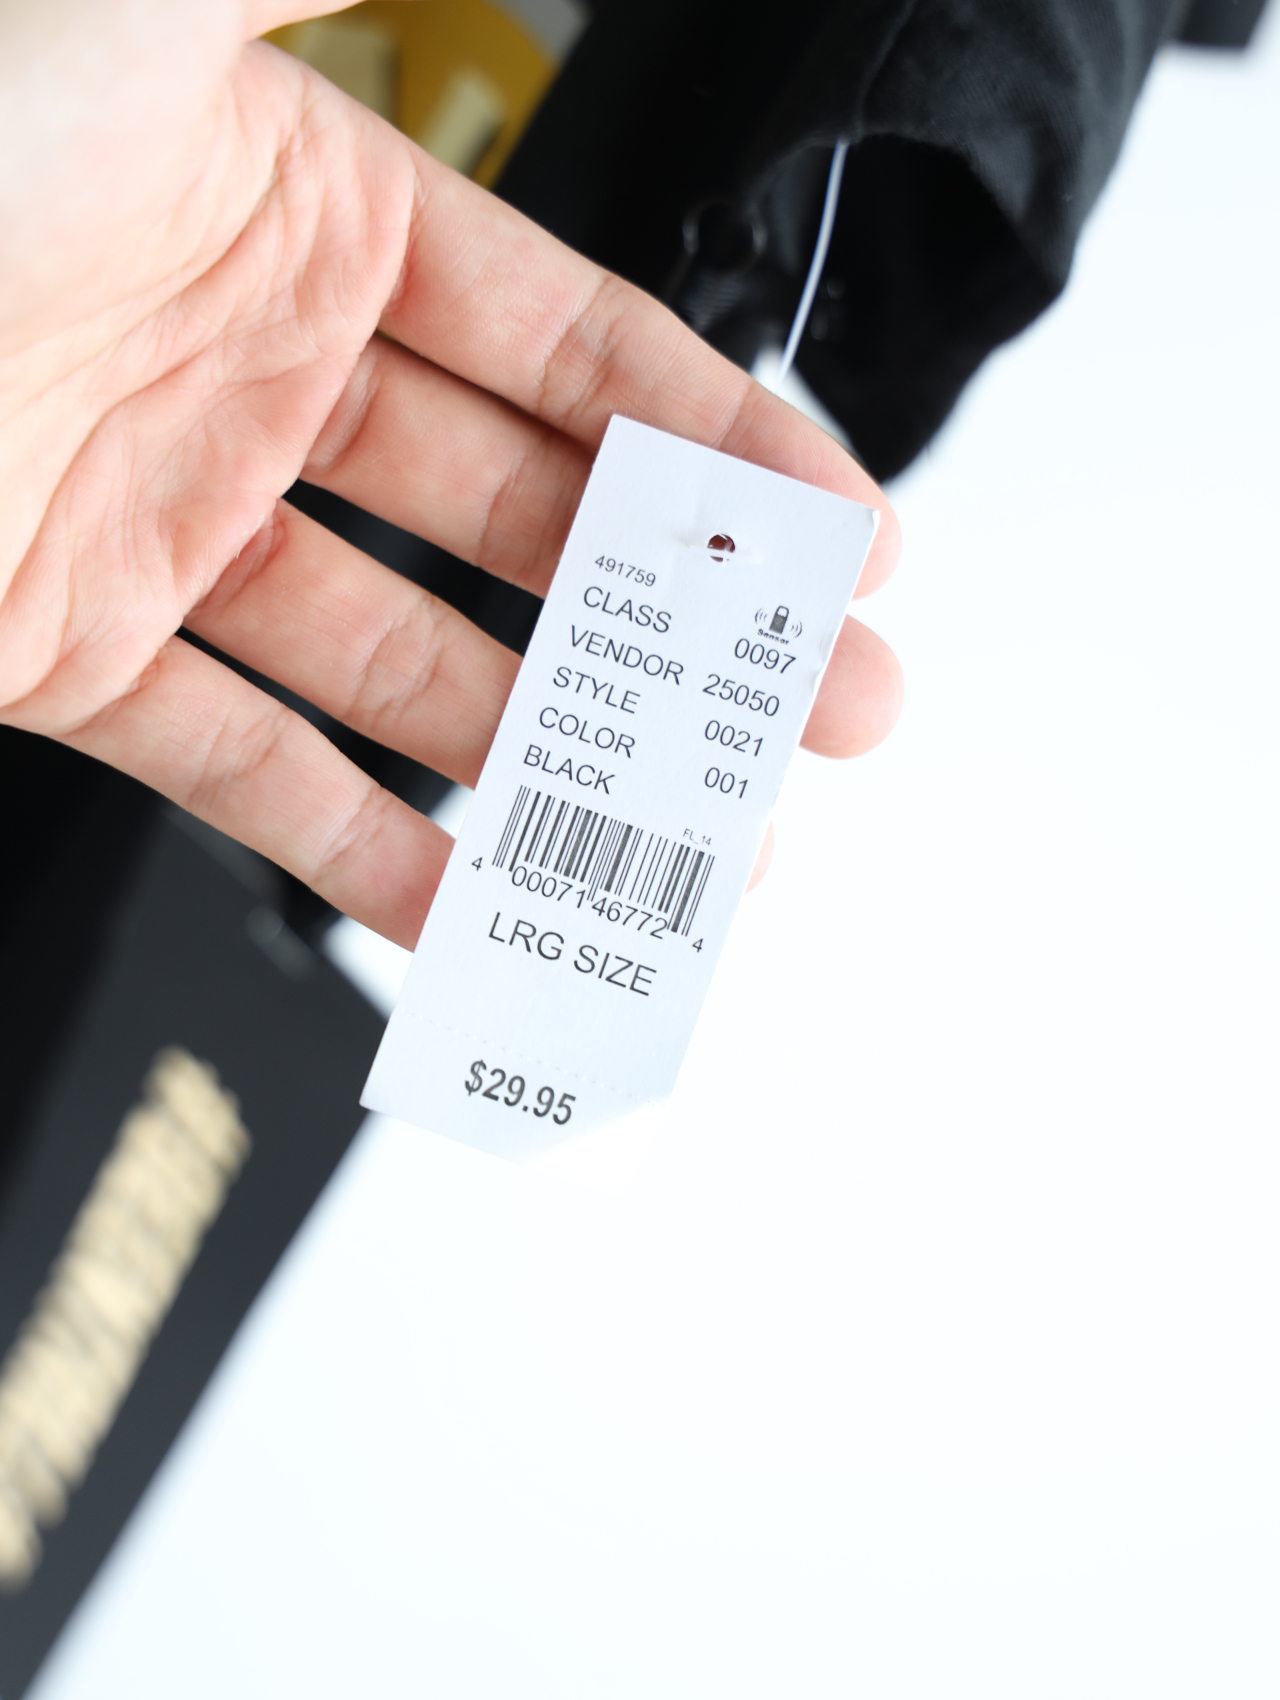 491759
Sensor
CLASS 0097
VENDOR 25050
STYLE 0021
COLOR 001
BLACK
FL_14
4 00071 46772 4
LRG SIZE
$29.95